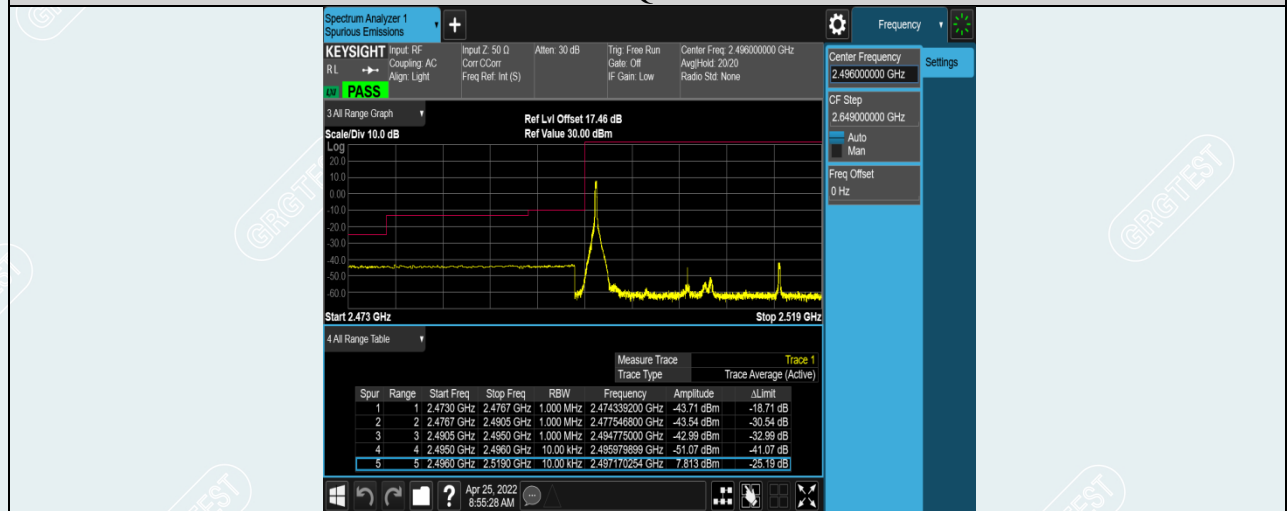 Spectrum Analyzer 1
Spurious Emissions
+
Frequency
KEYSIGHT
RL
LXI
PASS
Input: RF
Coupling: AC
Align: Light
Input Z: 50 Ω
Corr CCorr
Freq Ref: Int (S)
Atten: 30 dB
Trig: Free Run
Gate: Off
IF Gain: Low
Center Freq: 2.496000000 GHz
Avg|Hold: 20/20
Radio Std: None
Center Frequency
2.496000000 GHz
Settings
CF Step
2.649000000 GHz
Auto
Man
Freq Offset
0 Hz
3 All Range Graph
Scale/Div 10.0 dB
Ref Lvl Offset 17.46 dB
Ref Value 30.00 dBm
Log
20.0
10.0
0.00
-10.0
-20.0
-30.0
-40.0
-50.0
-60.0
Start 2.473 GHz
Stop 2.519 GHz
4 All Range Table
Measure Trace Trace 1
Trace Type Trace Average (Active)
Spur Range Start Freq Stop Freq RBW Frequency Amplitude ΔLimit
1 1 2.4730 GHz 2.4767 GHz 1.000 MHz 2.474339200 GHz -43.71 dBm -18.71 dB
2 2 2.4767 GHz 2.4905 GHz 1.000 MHz 2.477546800 GHz -43.54 dBm -30.54 dB
3 3 2.4905 GHz 2.4950 GHz 1.000 MHz 2.494775000 GHz -42.99 dBm -32.99 dB
4 4 2.4950 GHz 2.4960 GHz 10.00 kHz 2.495979899 GHz -51.07 dBm -41.07 dB
5 5 2.4960 GHz 2.5190 GHz 10.00 kHz 2.497170254 GHz 7.813 dBm -25.19 dB
?
Apr 25, 2022
8:55:28 AM
GRGTEST
GRGTEST
GRGTEST
GRGTEST